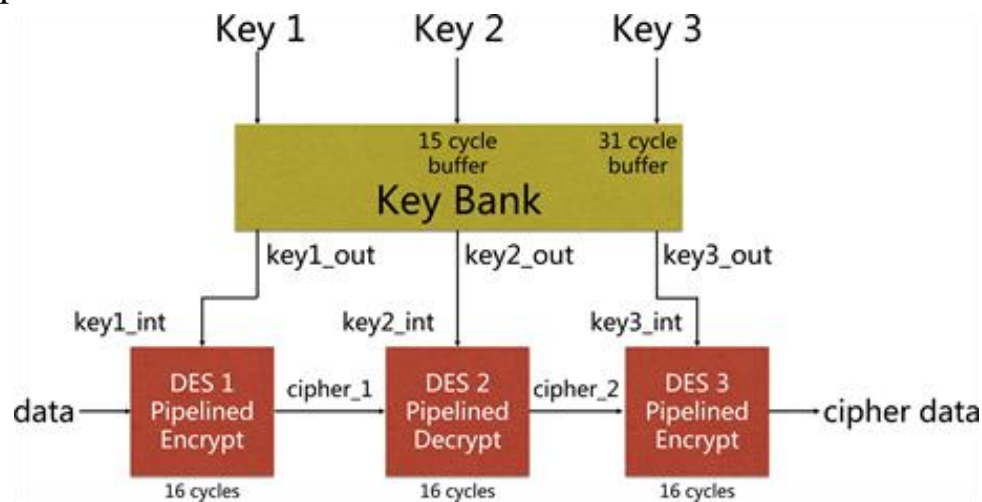 Key 1 Key 2 Key 3
15 cycle 31 cycle
buffer buffer
Key Bank
key1_out key2_out key3_out
key1_int key2_int key3_int
DES 1 DES 2 DES 3
cipher_1 cipher_2
data Pipelined Pipelined Pipelined cipher data
Encrypt Decrypt Encrypt
16 cycles 16 cycles 16 cycles